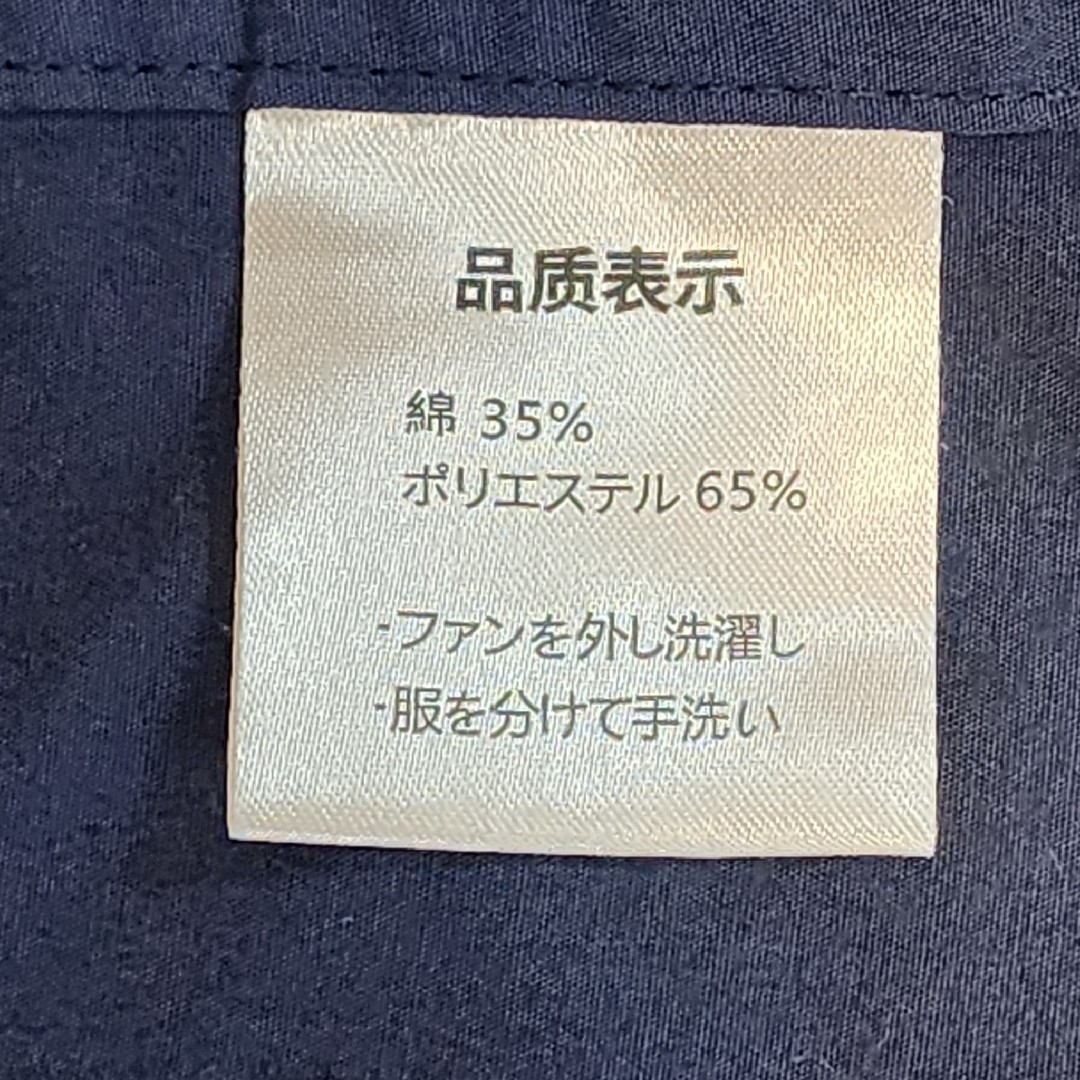 品质表示
綿 35%
ポリエステル 65%
·ファンを外し洗濯し
·服を分けて手洗い